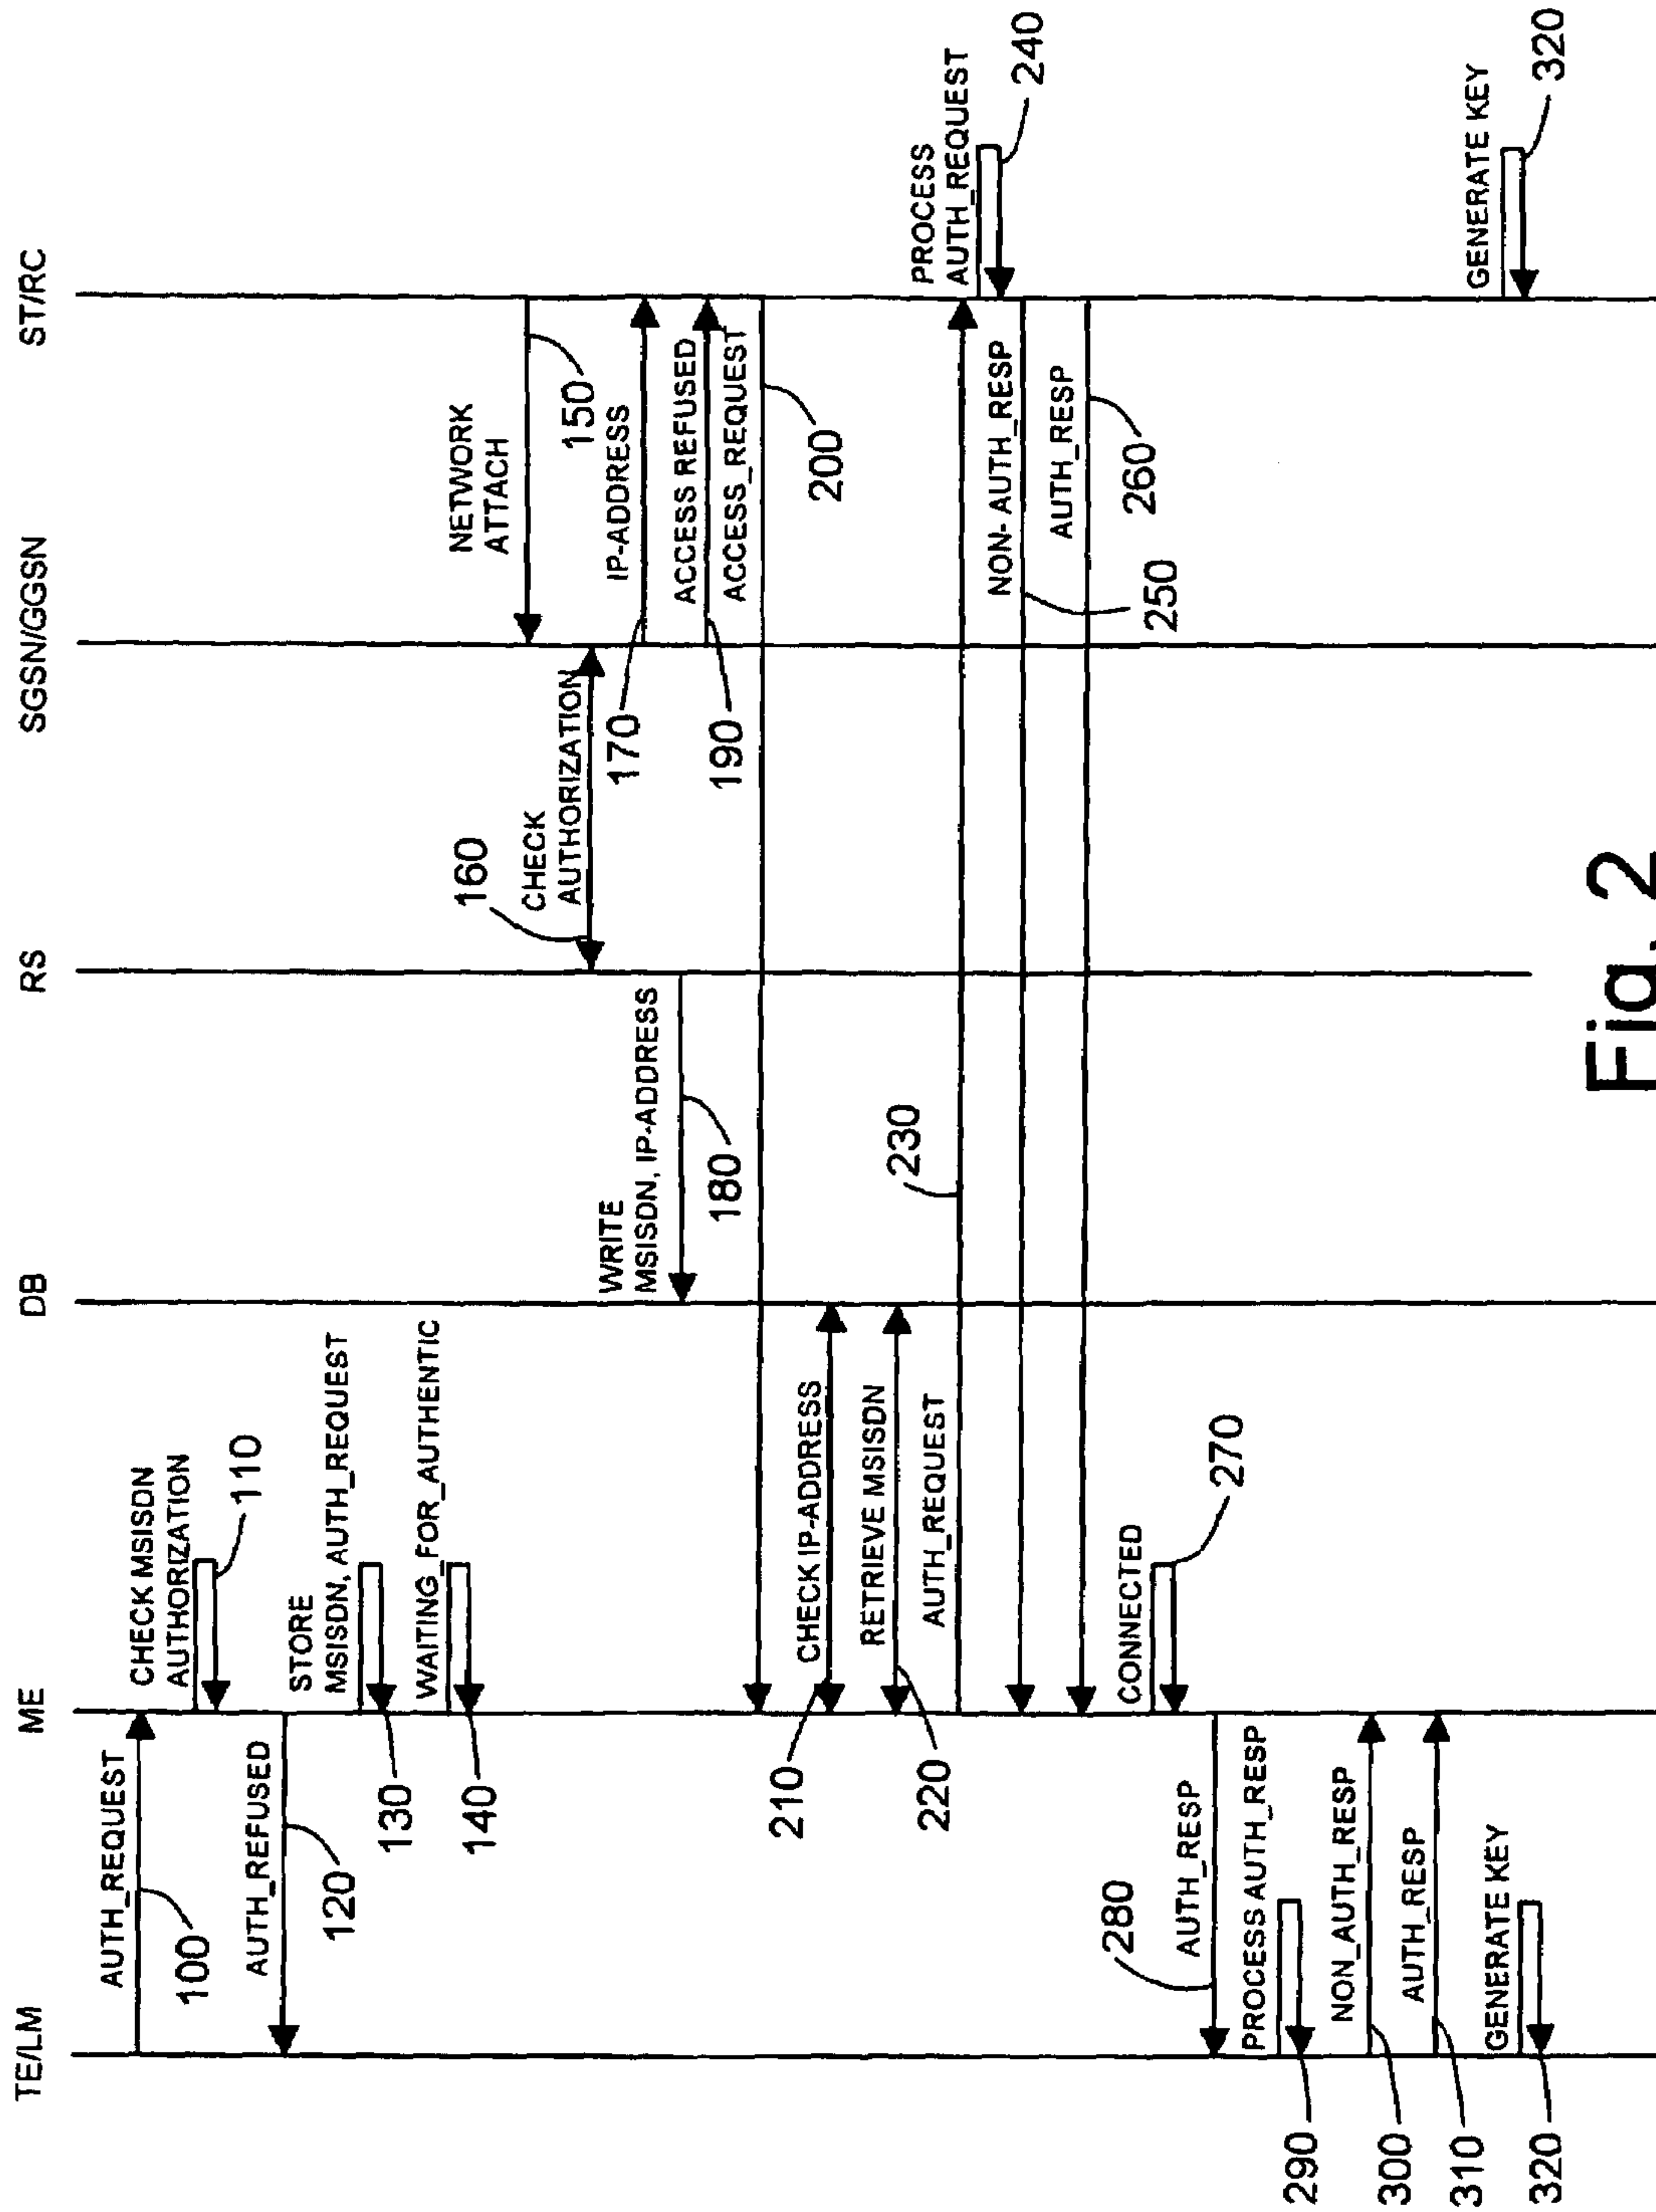 TE/LM
ME
DB
RS
SGSN/GGSN
ST/RC
AUTH_REQUEST
100
CHECK MSISDN
AUTHORIZATION
110
AUTH_REFUSED
120
STORE
MSISDN, AUTH_REQUEST
130
WAITING_FOR_AUTHENTIC
140
NETWORK
ATTACH
150
160
CHECK
AUTHORIZATION
IP-ADDRESS
170
WRITE
MSISDN, IP-ADDRESS
180
ACCESS REFUSED
190
ACCESS_REQUEST
200
CHECK IP-ADDRESS
210
RETRIEVE MSISDN
220
AUTH_REQUEST
230
PROCESS
AUTH_REQUEST
240
NON- AUTH_RESP
250
AUTH_RESP
260
CONNECTED
270
280
AUTH_RESP
PROCESS AUTH_RESP
290
NON_AUTH_RESP
300
AUTH_RESP
310
GENERATE KEY
320
GENERATE KEY
320
Fig. 2